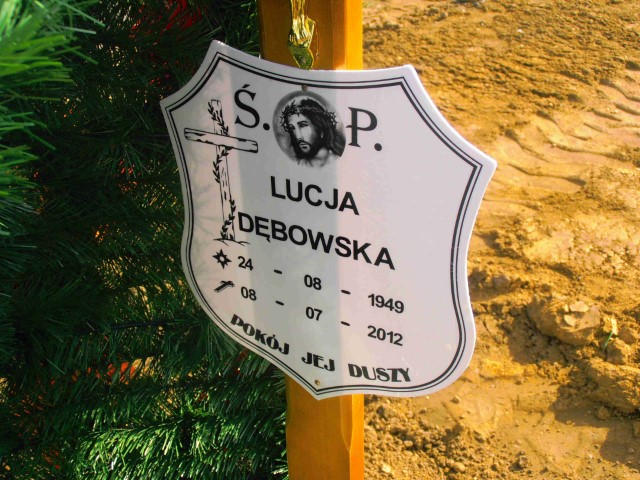 Ś. P.
LUCJA
DĘBOWSKA
24 - 08 - 1949
08 - 07 - 2012
POKÓJ JEJ DUSZY